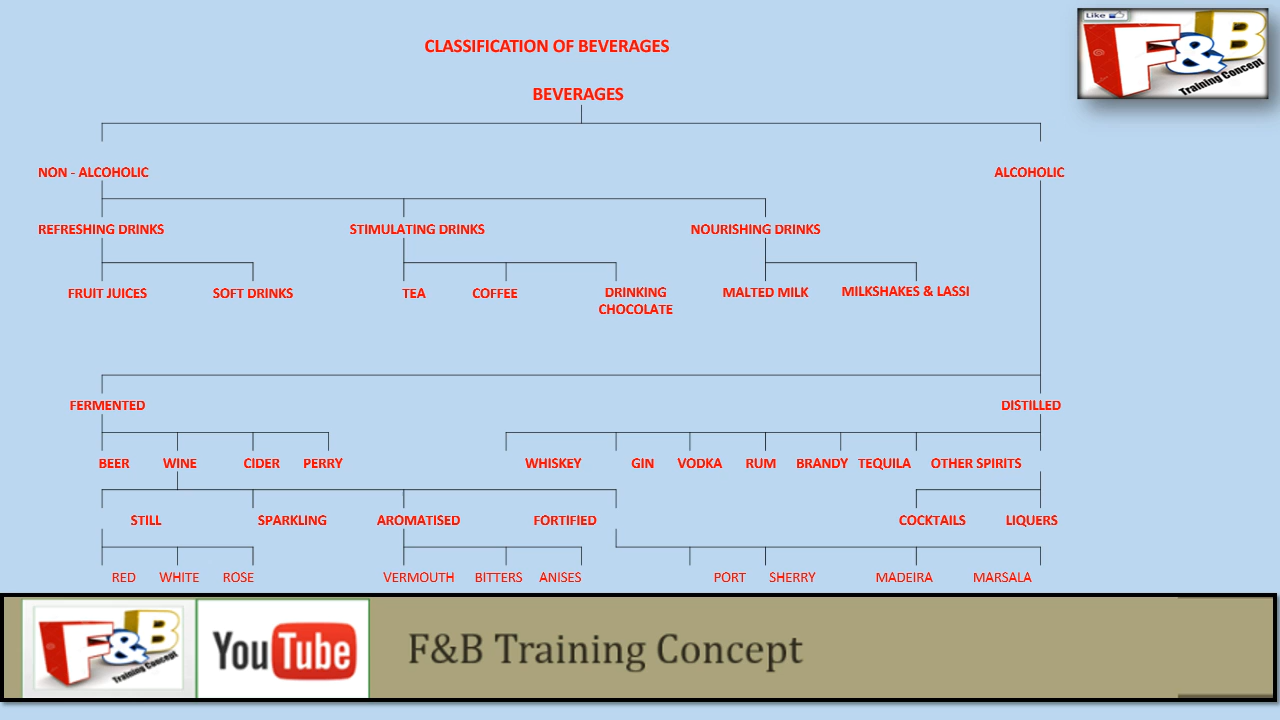 CLASSIFICATION OF BEVERAGES
Like
F&B
Training Concept
BEVERAGES
NON - ALCOHOLIC ALCOHOLIC
REFRESHING DRINKS STIMULATING DRINKS NOURISHING DRINKS
FRUIT JUICES SOFT DRINKS TEA COFFEE DRINKING CHOCOLATE MALTED MILK MILKSHAKES & LASSI
FERMENTED DISTILLED
BEER WINE CIDER PERRY WHISKEY GIN VODKA RUM BRANDY TEQUILA OTHER SPIRITS
STILL SPARKLING AROMATISED FORTIFIED COCKTAILS LIQUERS
RED WHITE ROSE VERMOUTH BITTERS ANISES PORT SHERRY MADEIRA MARSALA
F&B
Training Concept
YouTube
F&B Training Concept